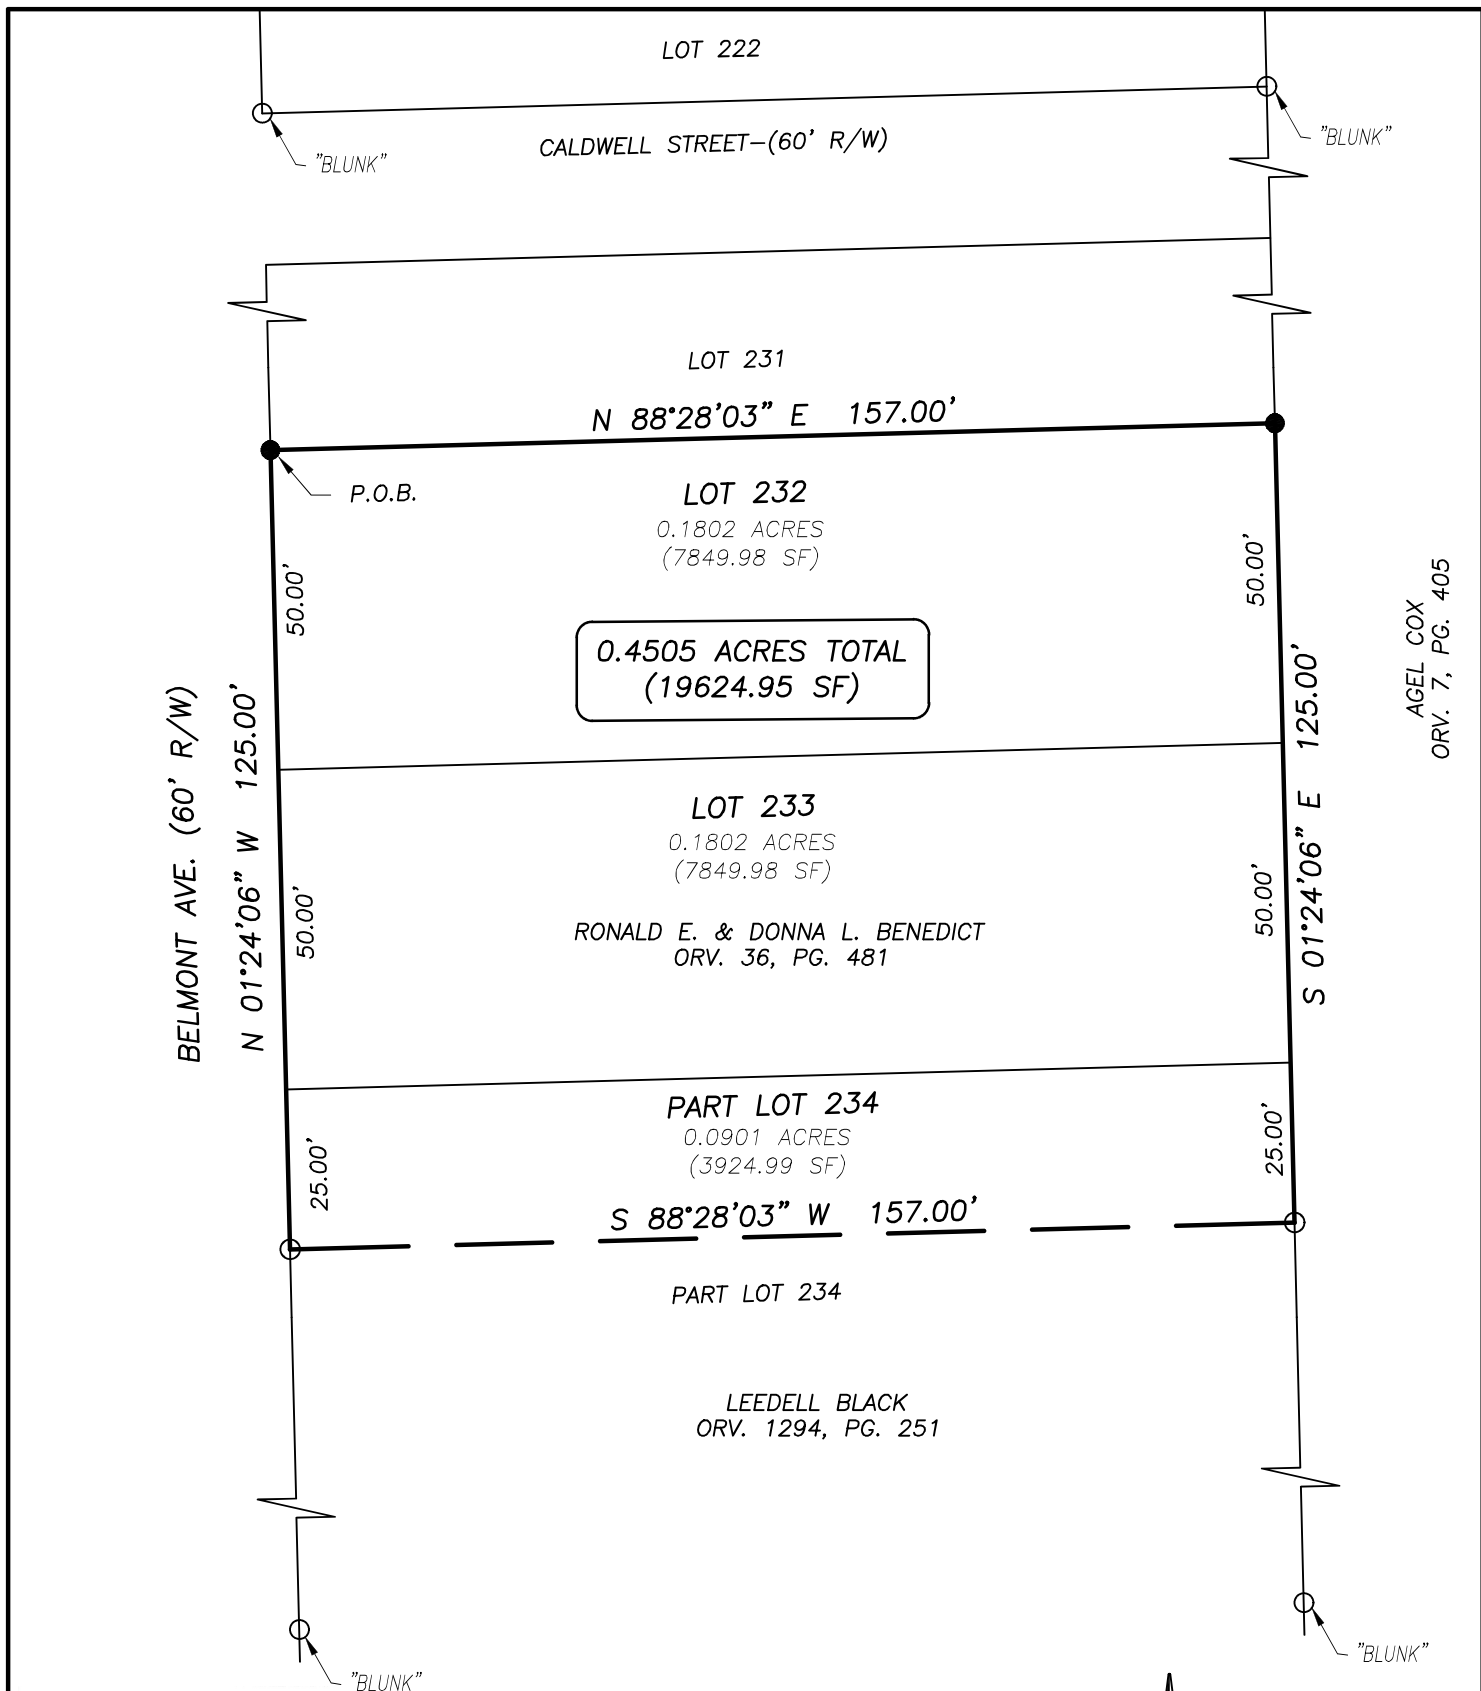 LOT 222
CALDWELL STREET-(60' R/W)
"BLUNK"
"BLUNK"
LOT 231
N 88°28'03" E 157.00'
P.O.B.
LOT 232
0.1802 ACRES
(7849.98 SF)
50.00'
50.00'
0.4505 ACRES TOTAL
(19624.95 SF)
BELMONT AVE. (60' R/W)
N 01°24'06" W 125.00'
S 01°24'06" E 125.00'
AGEL COX
ORV. 7, PG. 405
LOT 233
0.1802 ACRES
(7849.98 SF)
50.00'
50.00'
RONALD E. & DONNA L. BENEDICT
ORV. 36, PG. 481
PART LOT 234
0.0901 ACRES
(3924.99 SF)
25.00'
25.00'
S 88°28'03" W 157.00'
PART LOT 234
LEEDELL BLACK
ORV. 1294, PG. 251
"BLUNK"
"BLUNK"